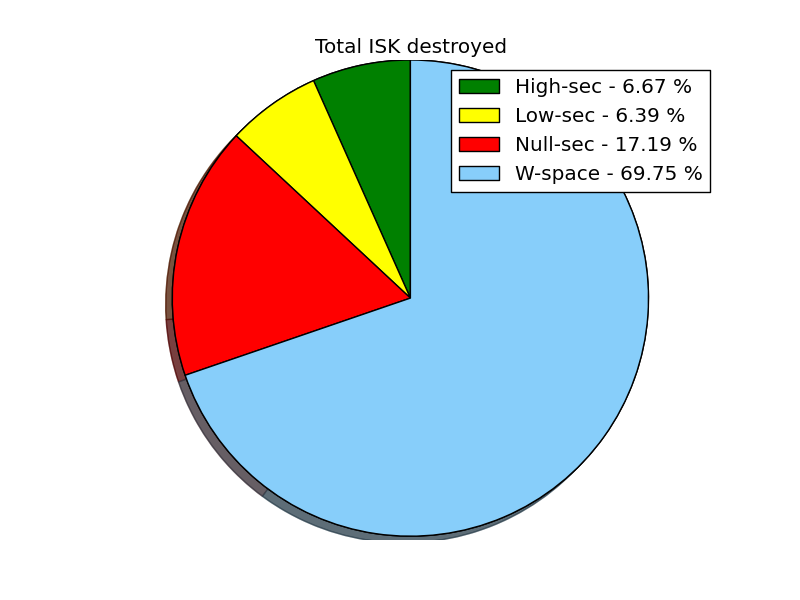 Total ISK destroyed
High-sec - 6.67 %
Low-sec - 6.39 %
Null-sec - 17.19 %
W-space - 69.75 %